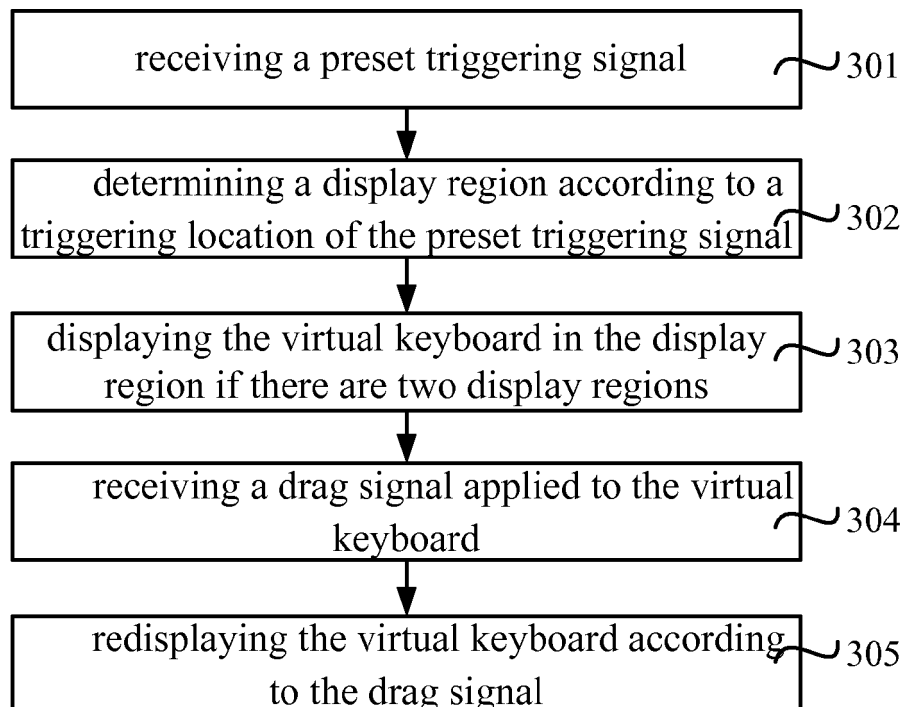 receiving a preset triggering signal
301
determining a display region according to a
triggering location of the preset triggering signal
302
displaying the virtual keyboard in the display
region if there are two display regions
303
receiving a drag signal applied to the virtual
keyboard
304
redisplaying the virtual keyboard according
to the drag signal
305